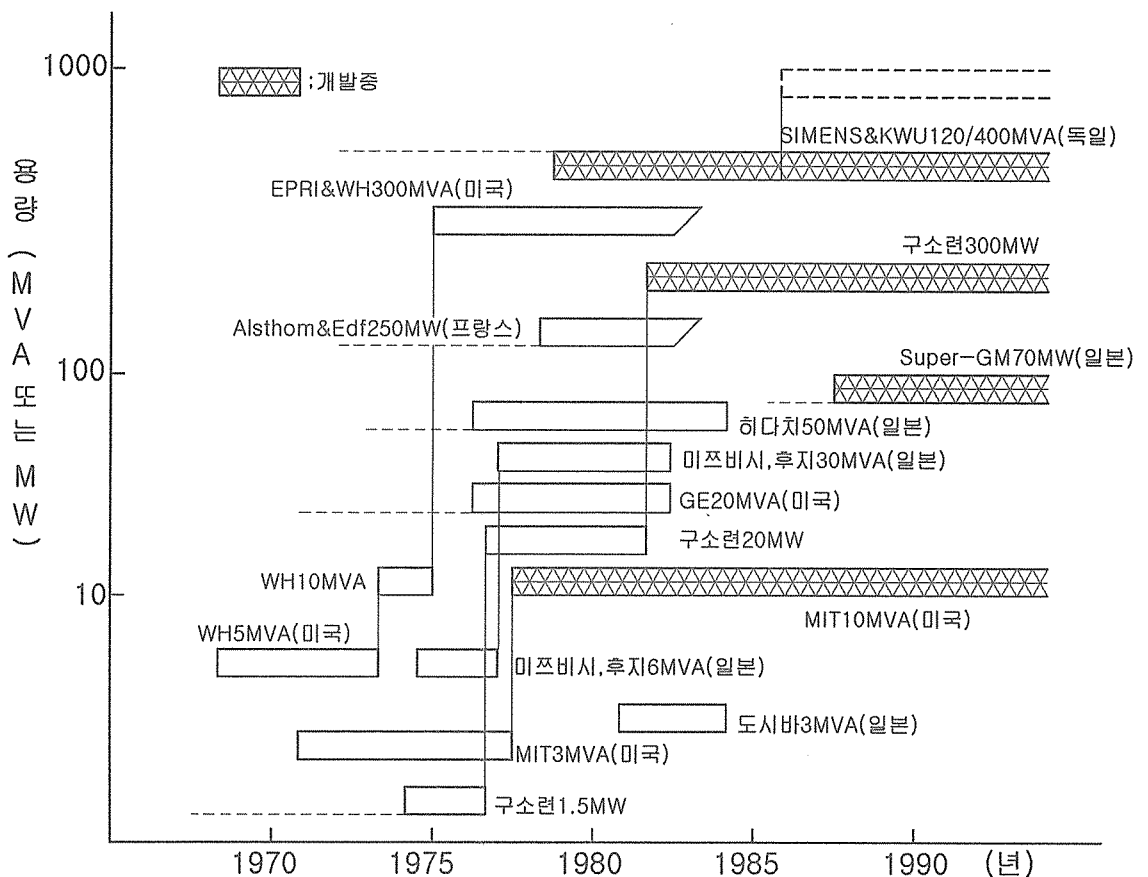 1000
;개발중
SIMENS&KWU120/400MVA(독일)
EPRI&WH300MVA(미국)
구소련300MW
Alsthom&Edf250MW(프랑스)
Super-GM70MW(일본)
100
히다치50MVA(일본)
미쯔비시,후지30MVA(일본)
GE20MVA(미국)
구소련20MW
WH10MVA
10
MIT10MVA(미국)
WH5MVA(미국)
미쯔비시,후지6MVA(일본)
도시바3MVA(일본)
MIT3MVA(미국)
구소련1.5MW
용량 (MVA 또는 MW)
1970 1975 1980 1985 1990 (년)